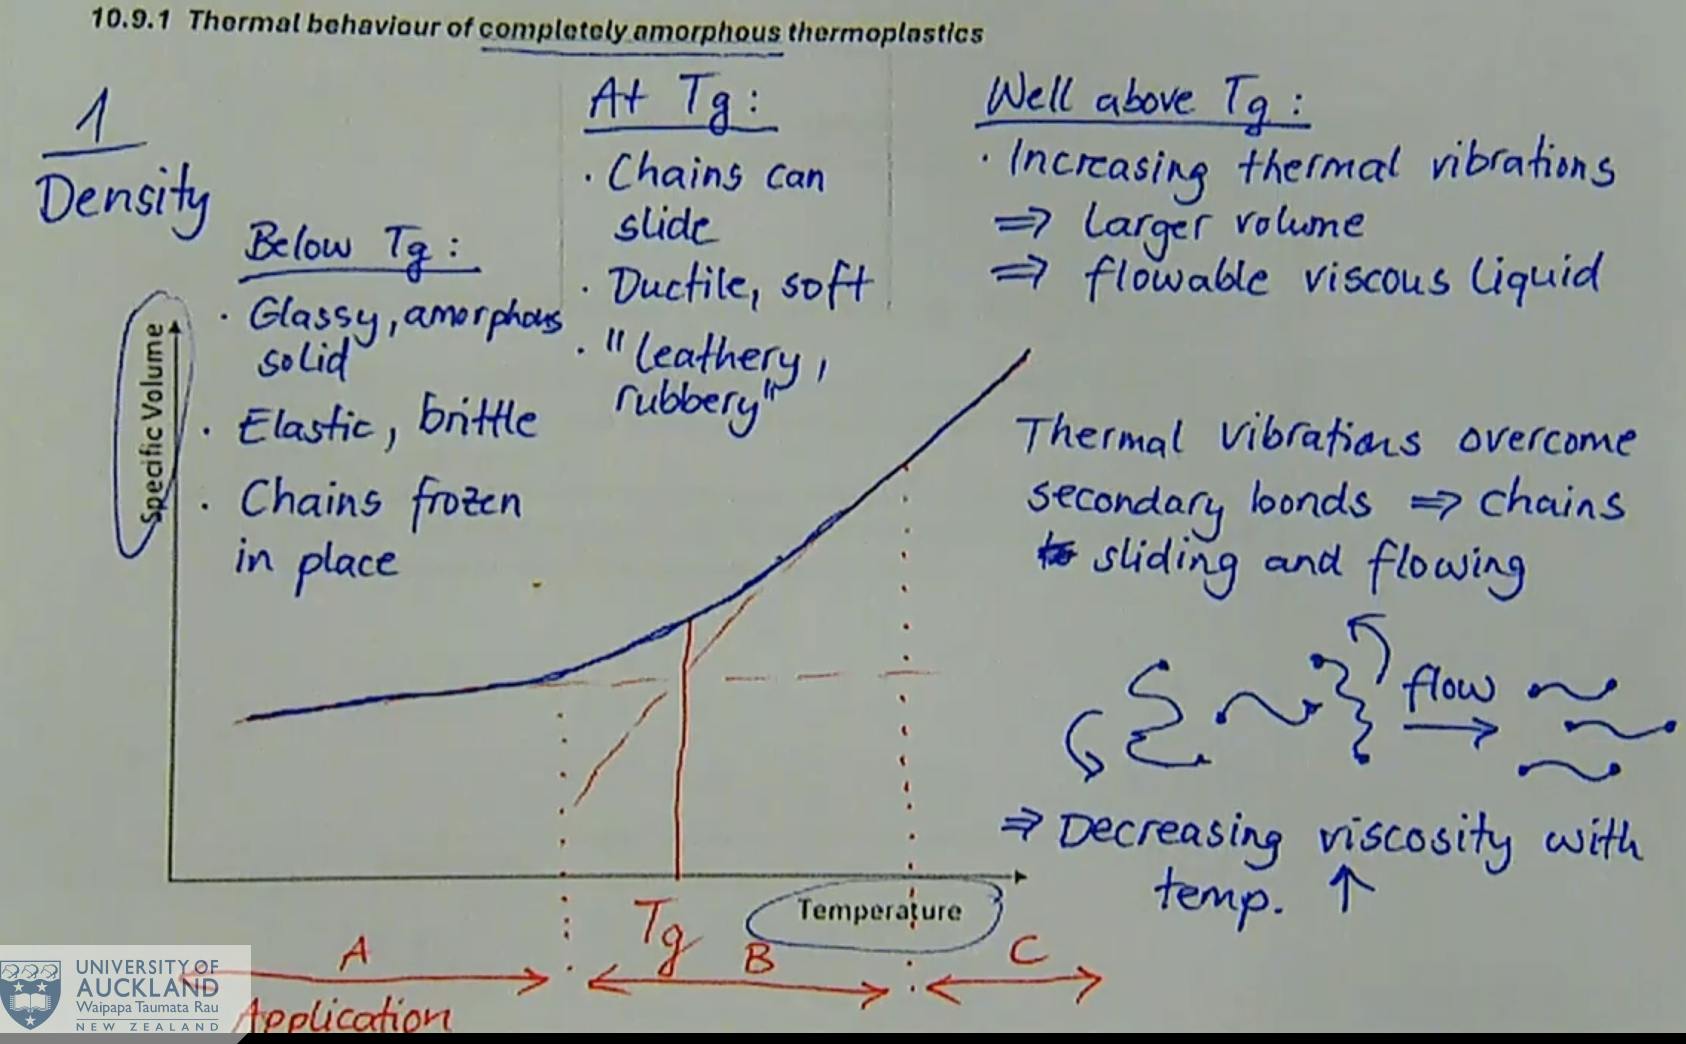 10.9.1 Thermal behaviour of completely amorphous thermoplastics
1
Density
Below Tg:
· Glassy, amorphous
solid
· Elastic, brittle
· Chains frozen
in place
At Tg:
· Chains can
slide
· Ductile, soft
· "leathery,
rubbery"
Well above Tg:
· Increasing thermal vibrations
⇒ Larger volume
⇒ flowable viscous liquid
Thermal vibrations overcome
secondary bonds ⇒ chains
sliding and flowing
flow
⇒ Decreasing viscosity with
temp. ↑
Specific Volume
Temperature
Tg
A
B
C
Application
UNIVERSITY OF
AUCKLAND
Waipapa Taumata Rau
NEW ZEALAND